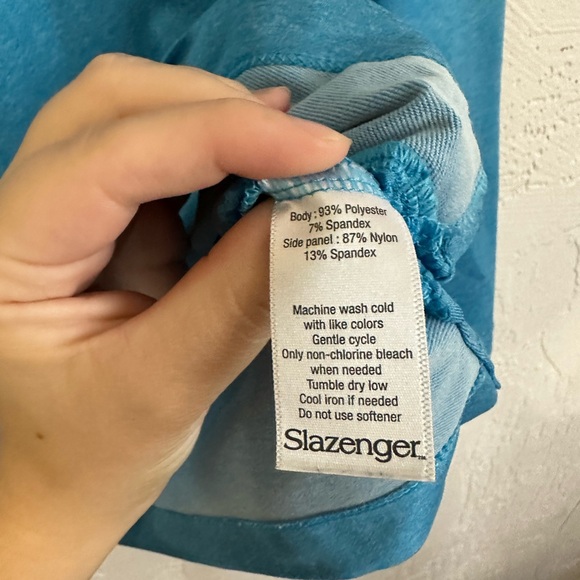 Body : 93% Polyester
7% Spandex
Side panel : 87% Nylon
13% Spandex
Machine wash cold
with like colors
Gentle cycle
Only non-chlorine bleach
when needed
Tumble dry low
Cool iron if needed
Do not use softener
Slazenger™